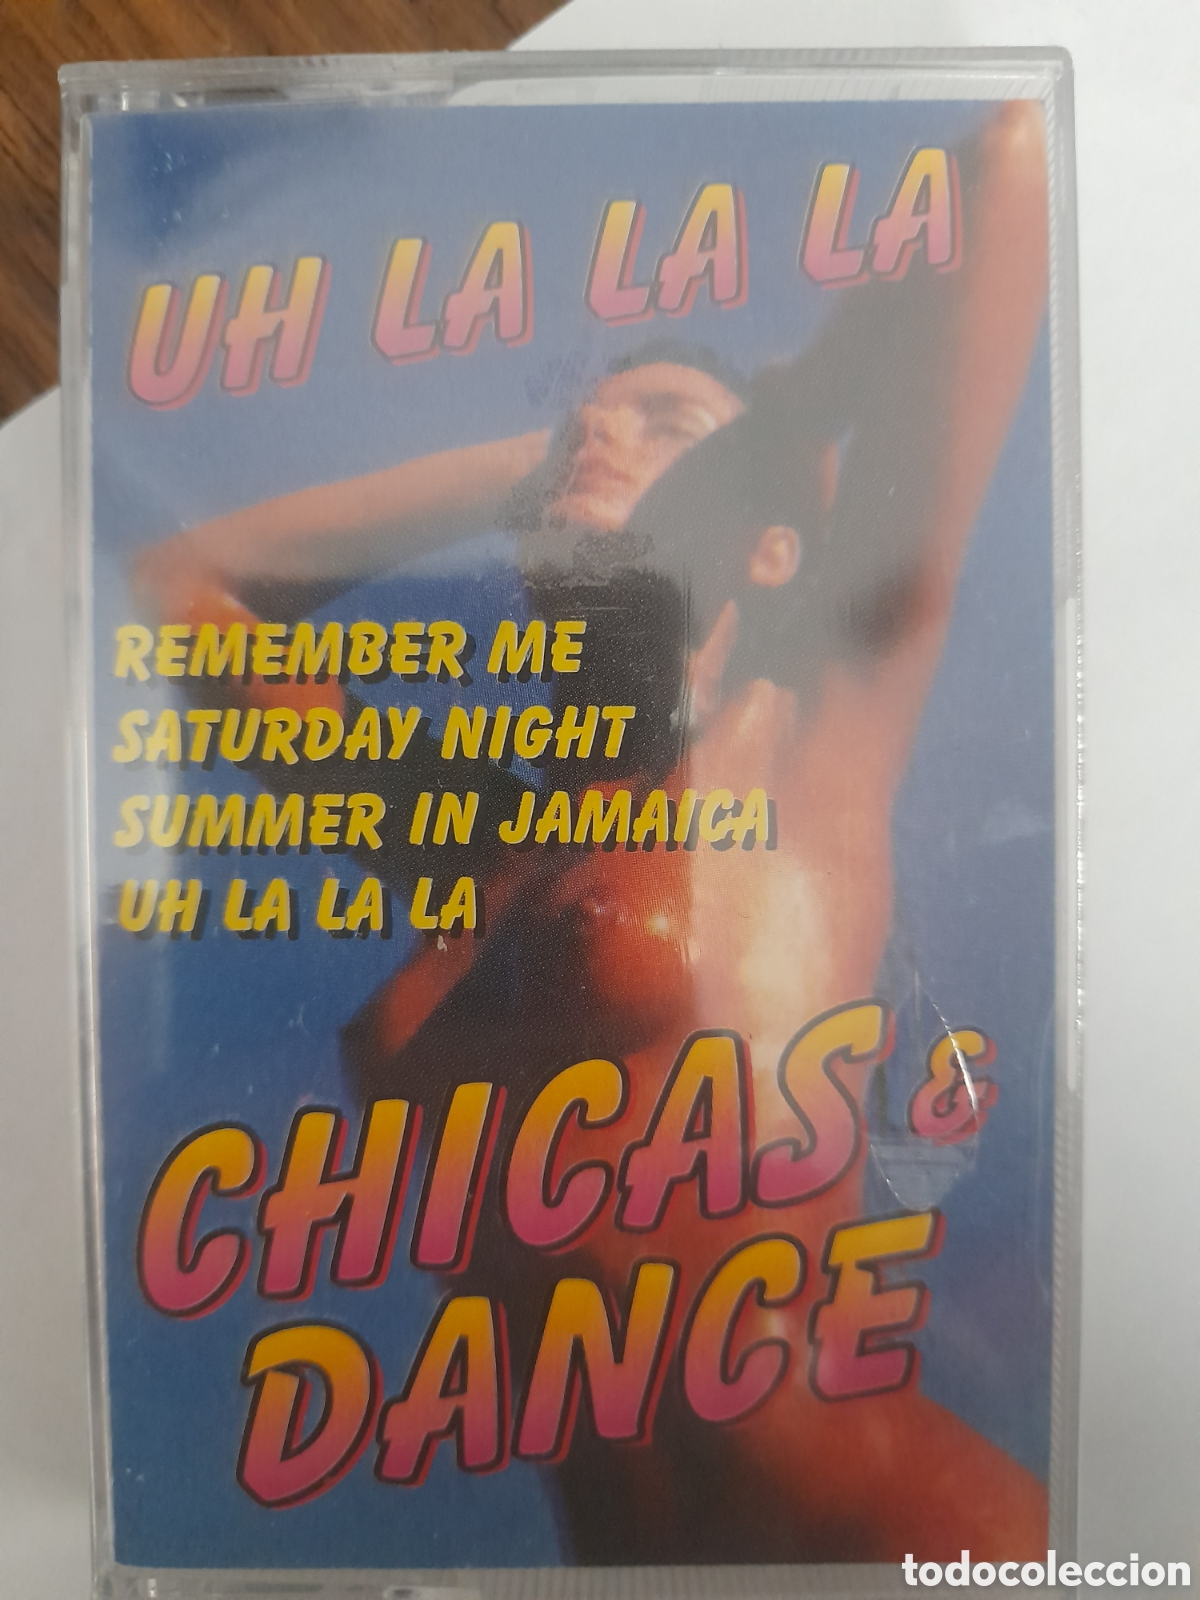 UH LA LA LA
REMEMBER ME
SATURDAY NIGHT
SUMMER IN JAMAICA
UH LA LA LA
CHICAS &
DANCE
todocoleccion